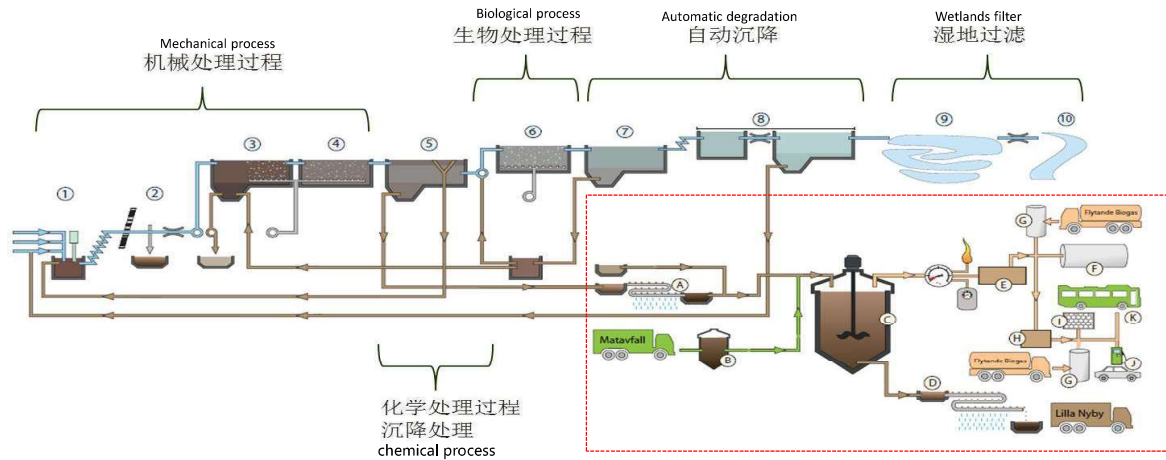 Mechanical process
机械处理过程
Biological process
生物处理过程
Automatic degradation
自动沉降
Wetlands filter
湿地过滤
①
②
③
④
⑤
⑥
⑦
⑧
⑨
⑩
A
Matavfall
B
C
D
E
G
Flytande Biogas
F
K
I
H
J
Flytande Biogas
G
Lilla Nyby
化学处理过程
沉降处理
chemical process